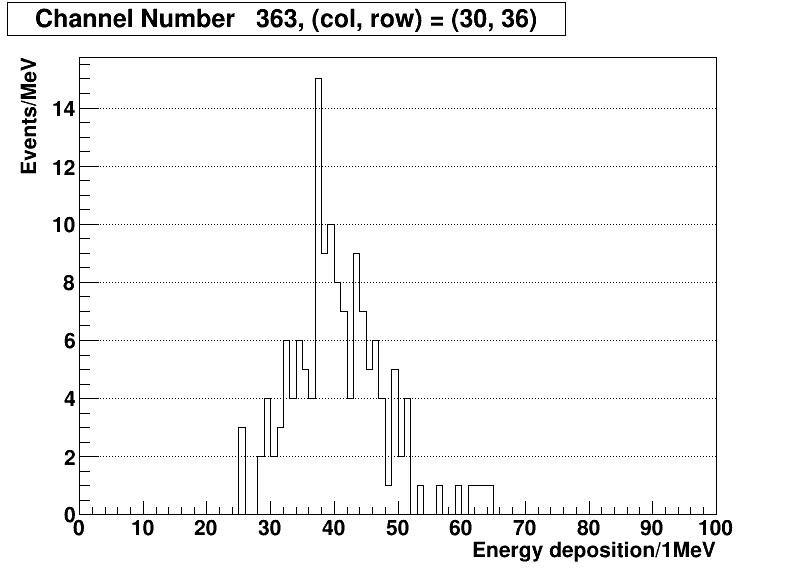 Channel Number 363, (col, row) = (30, 36)
Events/MeV
14
12
10
8
6
4
2
0
0 10 20 30 40 50 60 70 80 90 100
Energy deposition/1MeV